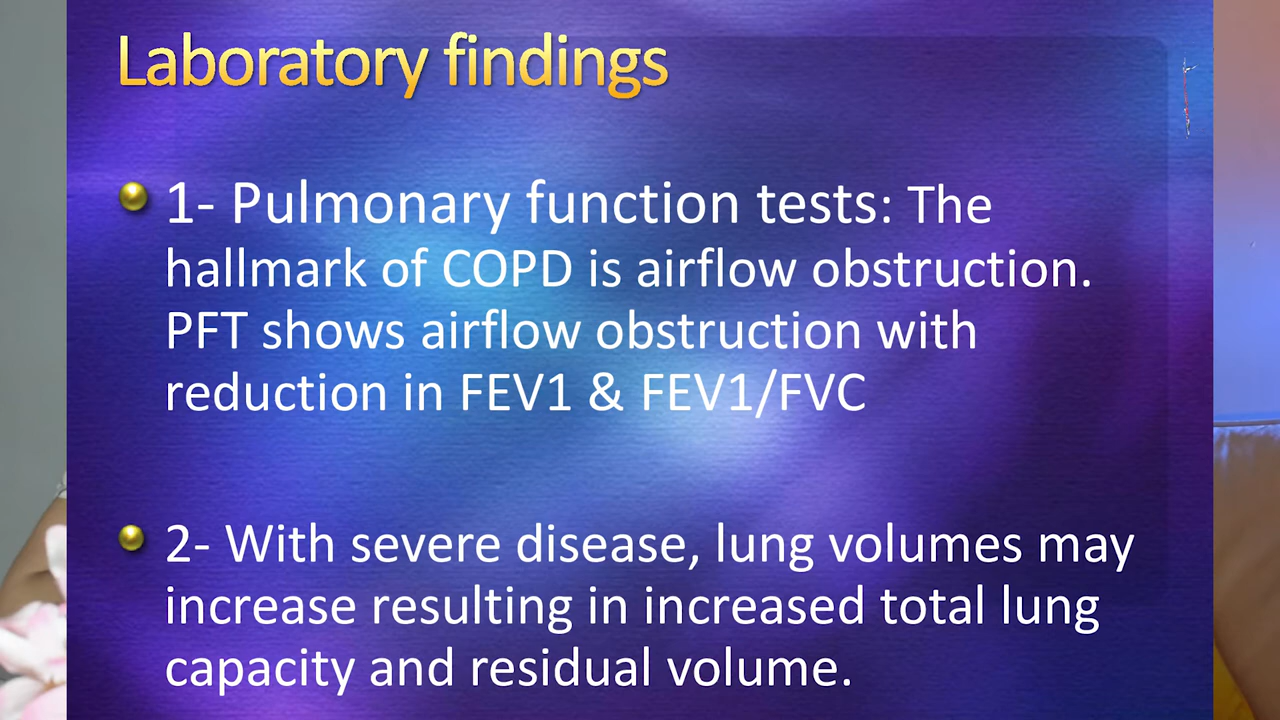 Laboratory findings
1- Pulmonary function tests: The
hallmark of COPD is airflow obstruction.
PFT shows airflow obstruction with
reduction in FEV1 & FEV1/FVC
2- With severe disease, lung volumes may
increase resulting in increased total lung
capacity and residual volume.